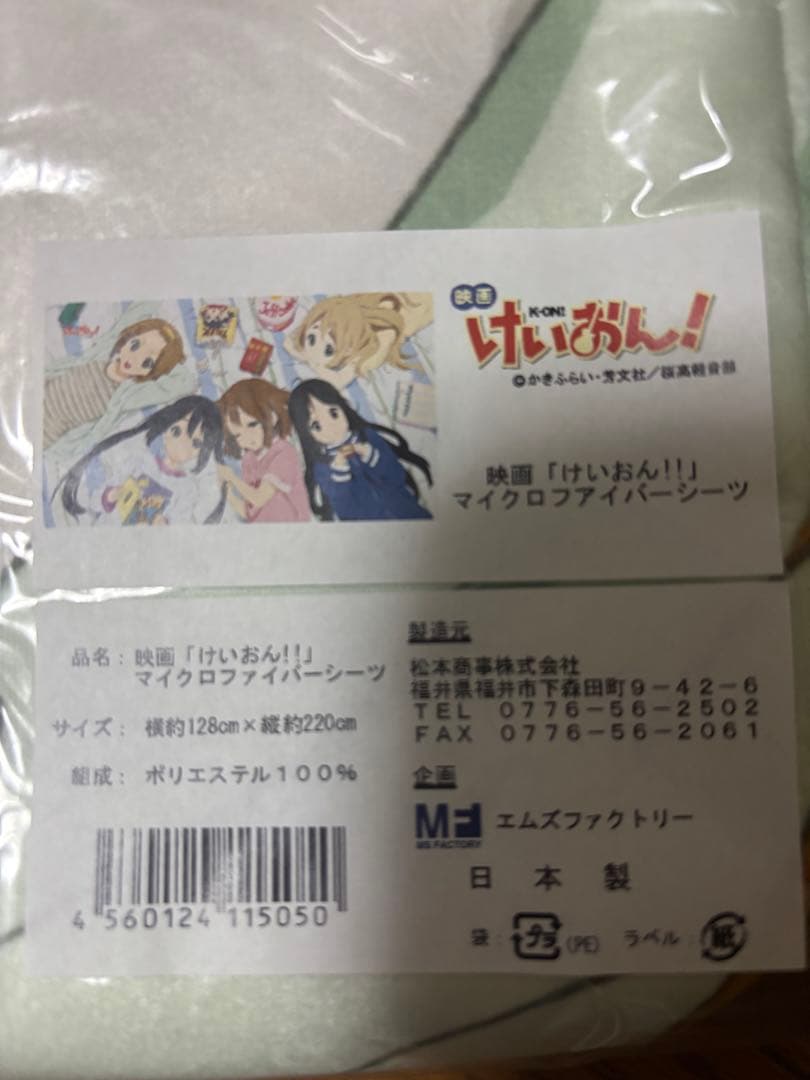 映画
K-ON!
けいおん!
©かきふらい・芳文社/桜高軽音部
映画「けいおん!!」
マイクロフアイバーシーツ
品名：映画「けいおん!!」
マイクロファイバーシーツ
サイズ：横約128cm×縦約220cm
組成：ポリエステル100%
4 560124 115050
製造元
松本商事株式会社
福井県福井市下森田町9-42-6
TEL 0776-56-2502
FAX 0776-56-2061
企画
MF エムズファクトリー
MS FACTORY
日本製
袋：プラ(PE) ラベル：紙